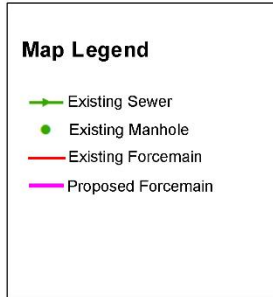 Map Legend
Existing Sewer
Existing Manhole
Existing Forcemain
Proposed Forcemain